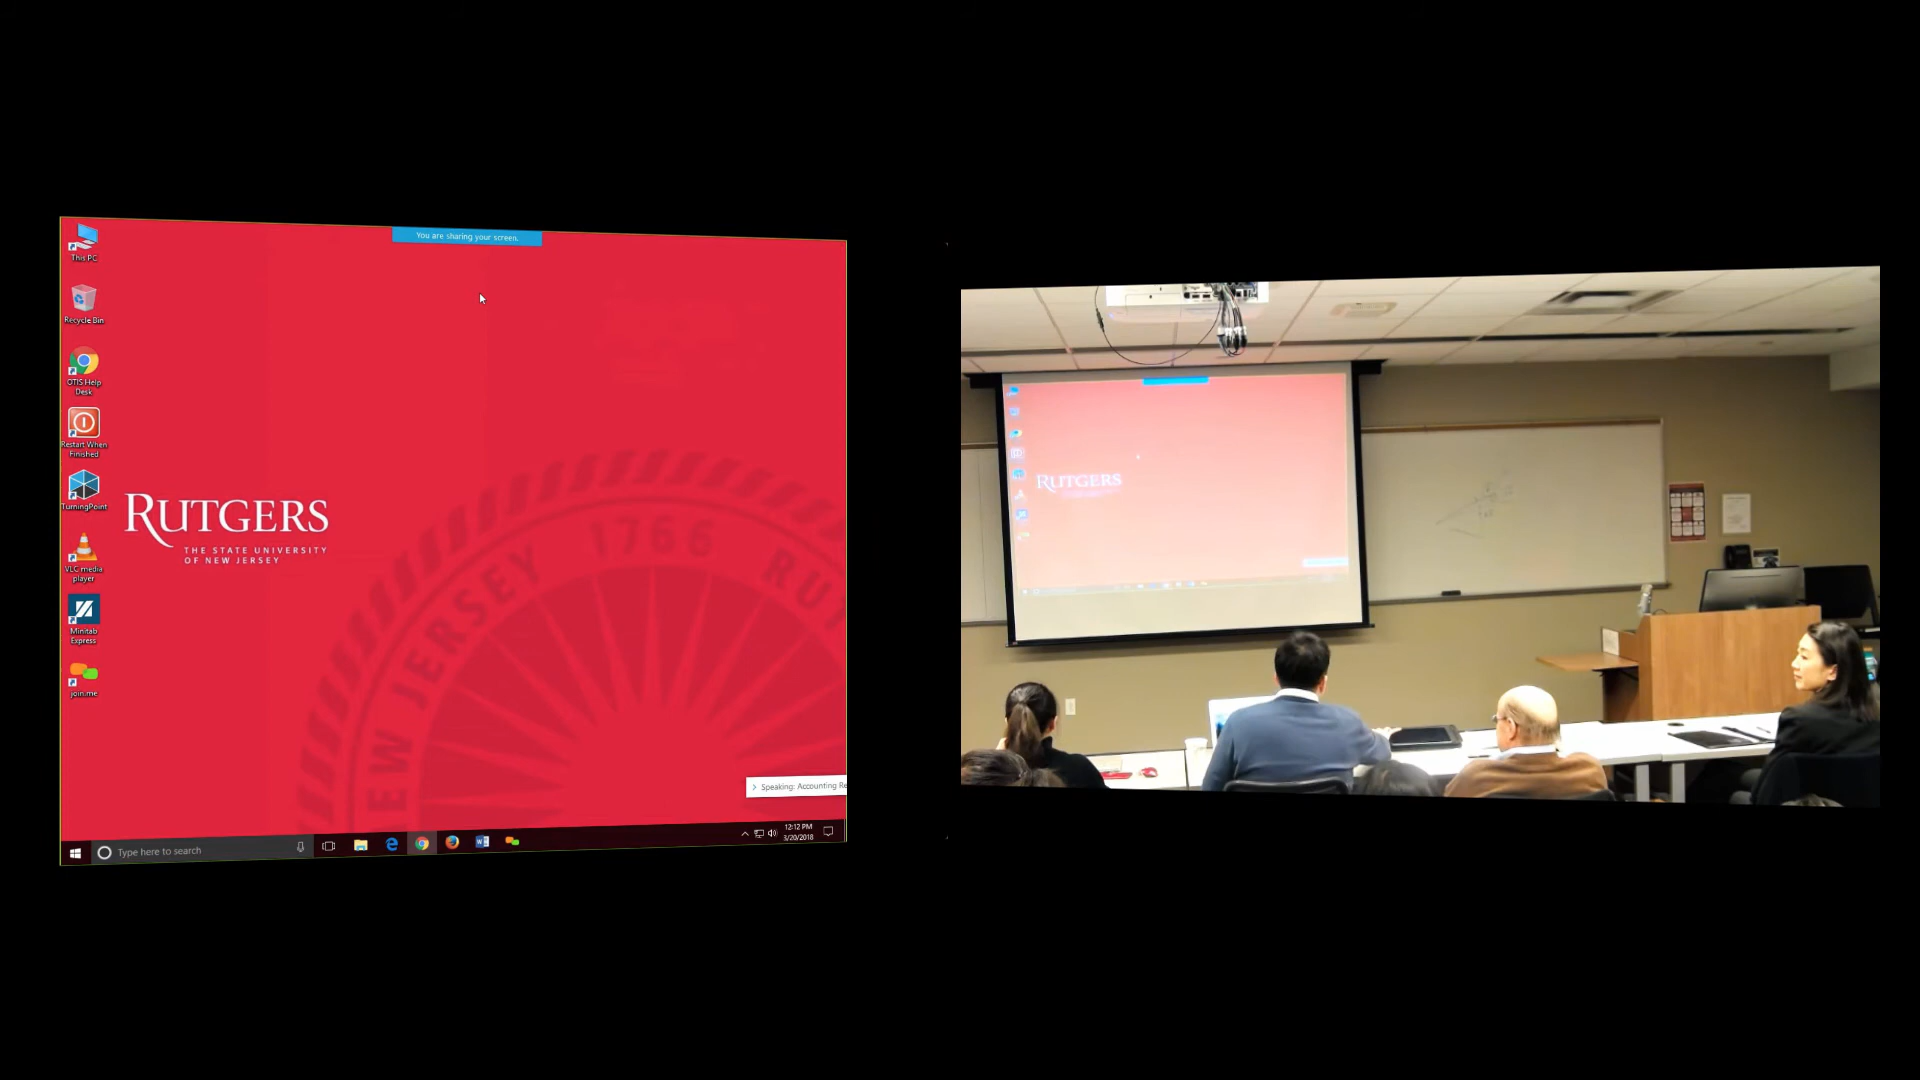 You are sharing your screen.
This PC
Recycle Bin
OTIS Help
Desk
Restart When
Finished
TurningPoint
VLC media
player
Minitab
Express
join.me
RUTGERS
THE STATE UNIVERSITY
OF NEW JERSEY
NEW JERSEY 1766 RU
Speaking: Accounting Re
Type here to search
12:12 PM
3/20/2018
RUTGERS